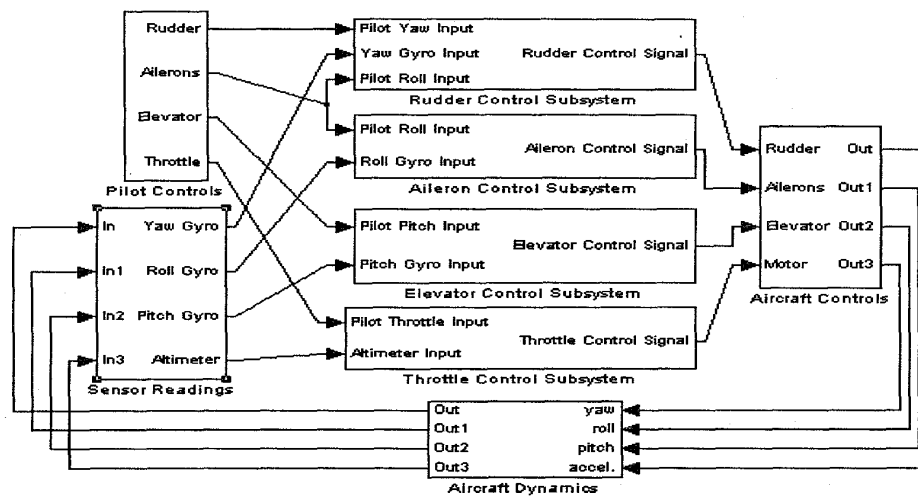 Rudder
Ailerons
Elevator
Throttle
Pilot Controls
Pilot Yaw Input
Yaw Gyro Input
Pilot Roll Input
Rudder Control Signal
Rudder Control Subsystem
Pilot Roll Input
Roll Gyro Input
Aileron Control Signal
Aileron Control Subsystem
Pilot Pitch Input
Pitch Gyro Input
Elevator Control Signal
Elevator Control Subsystem
Pilot Throttle Input
Altimeter Input
Throttle Control Signal
Throttle Control Subsystem
Rudder Out
Ailerons Out1
Elevator Out2
Motor Out3
Aircraft Controls
In Yaw Gyro
In1 Roll Gyro
In2 Pitch Gyro
In3 Altimeter
Sensor Readings
Out yaw
Out1 roll
Out2 pitch
Out3 accel.
Aircraft Dynamics